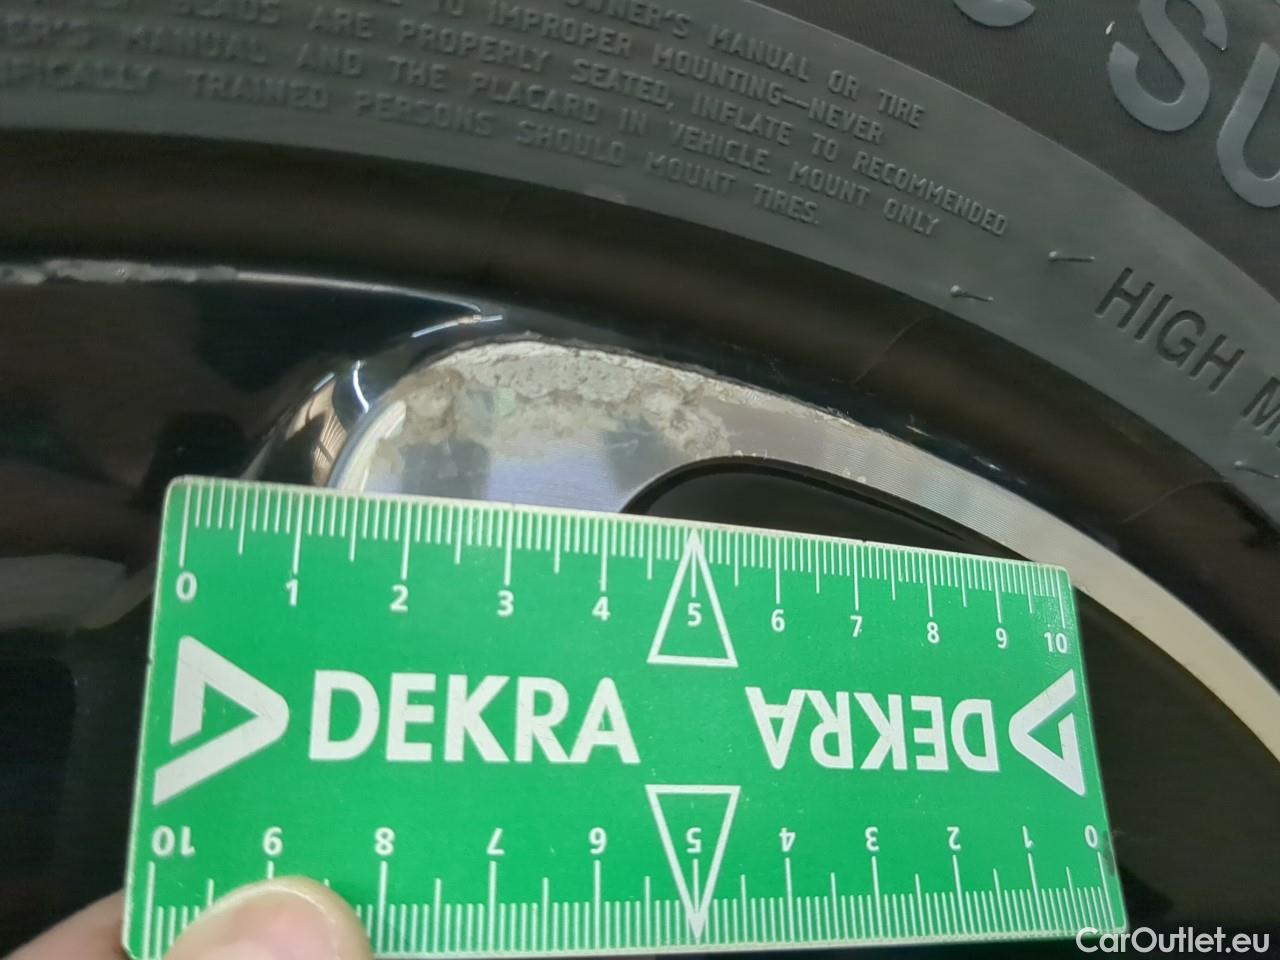 OWNER'S MANUAL OR TIRE
TO IMPROPER MOUNTING—NEVER
BEADS ARE PROPERLY SEATED, INFLATE TO RECOMMENDED
MANUAL AND THE PLACARD IN VEHICLE. MOUNT ONLY
TRAINED PERSONS SHOULD MOUNT TIRES.
SU
HIGH
0 1 2 3 4 5 6 7 8 9 10
DEKRA
DEKRA
10 9 8 7 6 5 4 3 2 1 0
CarOutlet.eu